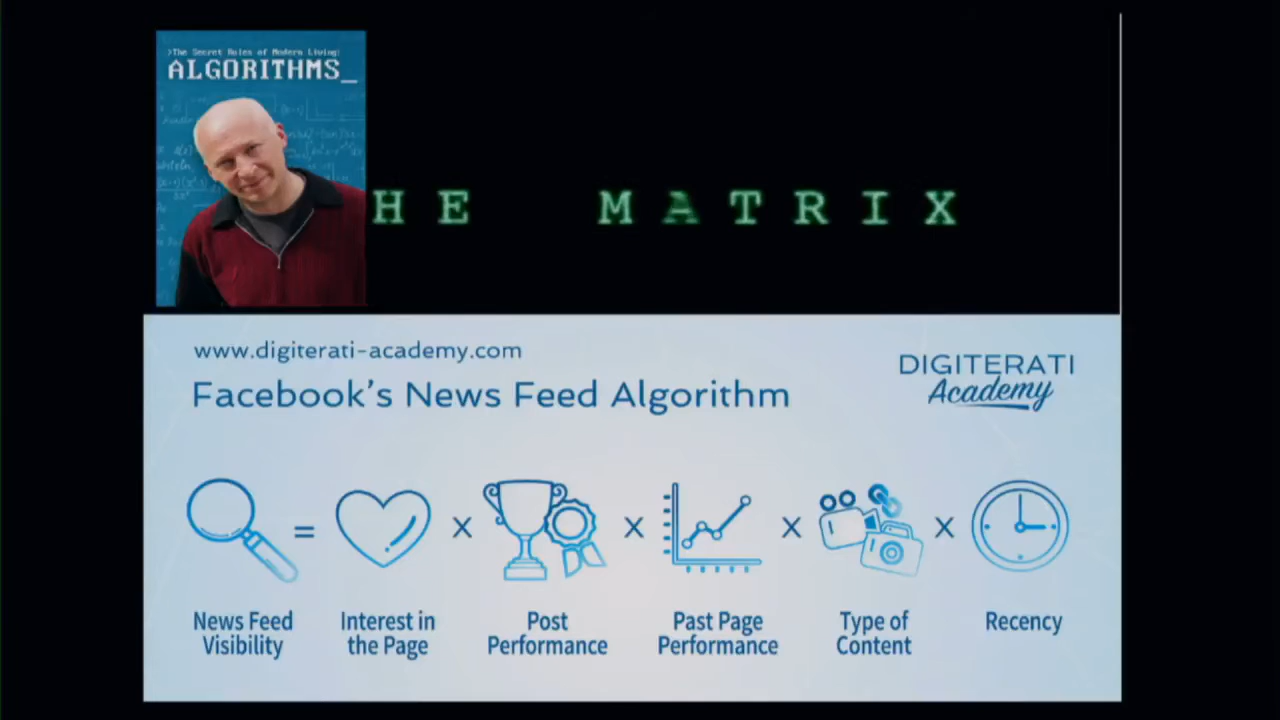 >The Secret Rules of Modern Living:
ALGORITHMS_
HE MATRIX
www.digiterati-academy.com
Facebook's News Feed Algorithm
DIGITERATI
Academy
= X X X X
News Feed
Visibility
Interest in
the Page
Post
Performance
Past Page
Performance
Type of
Content
Recency